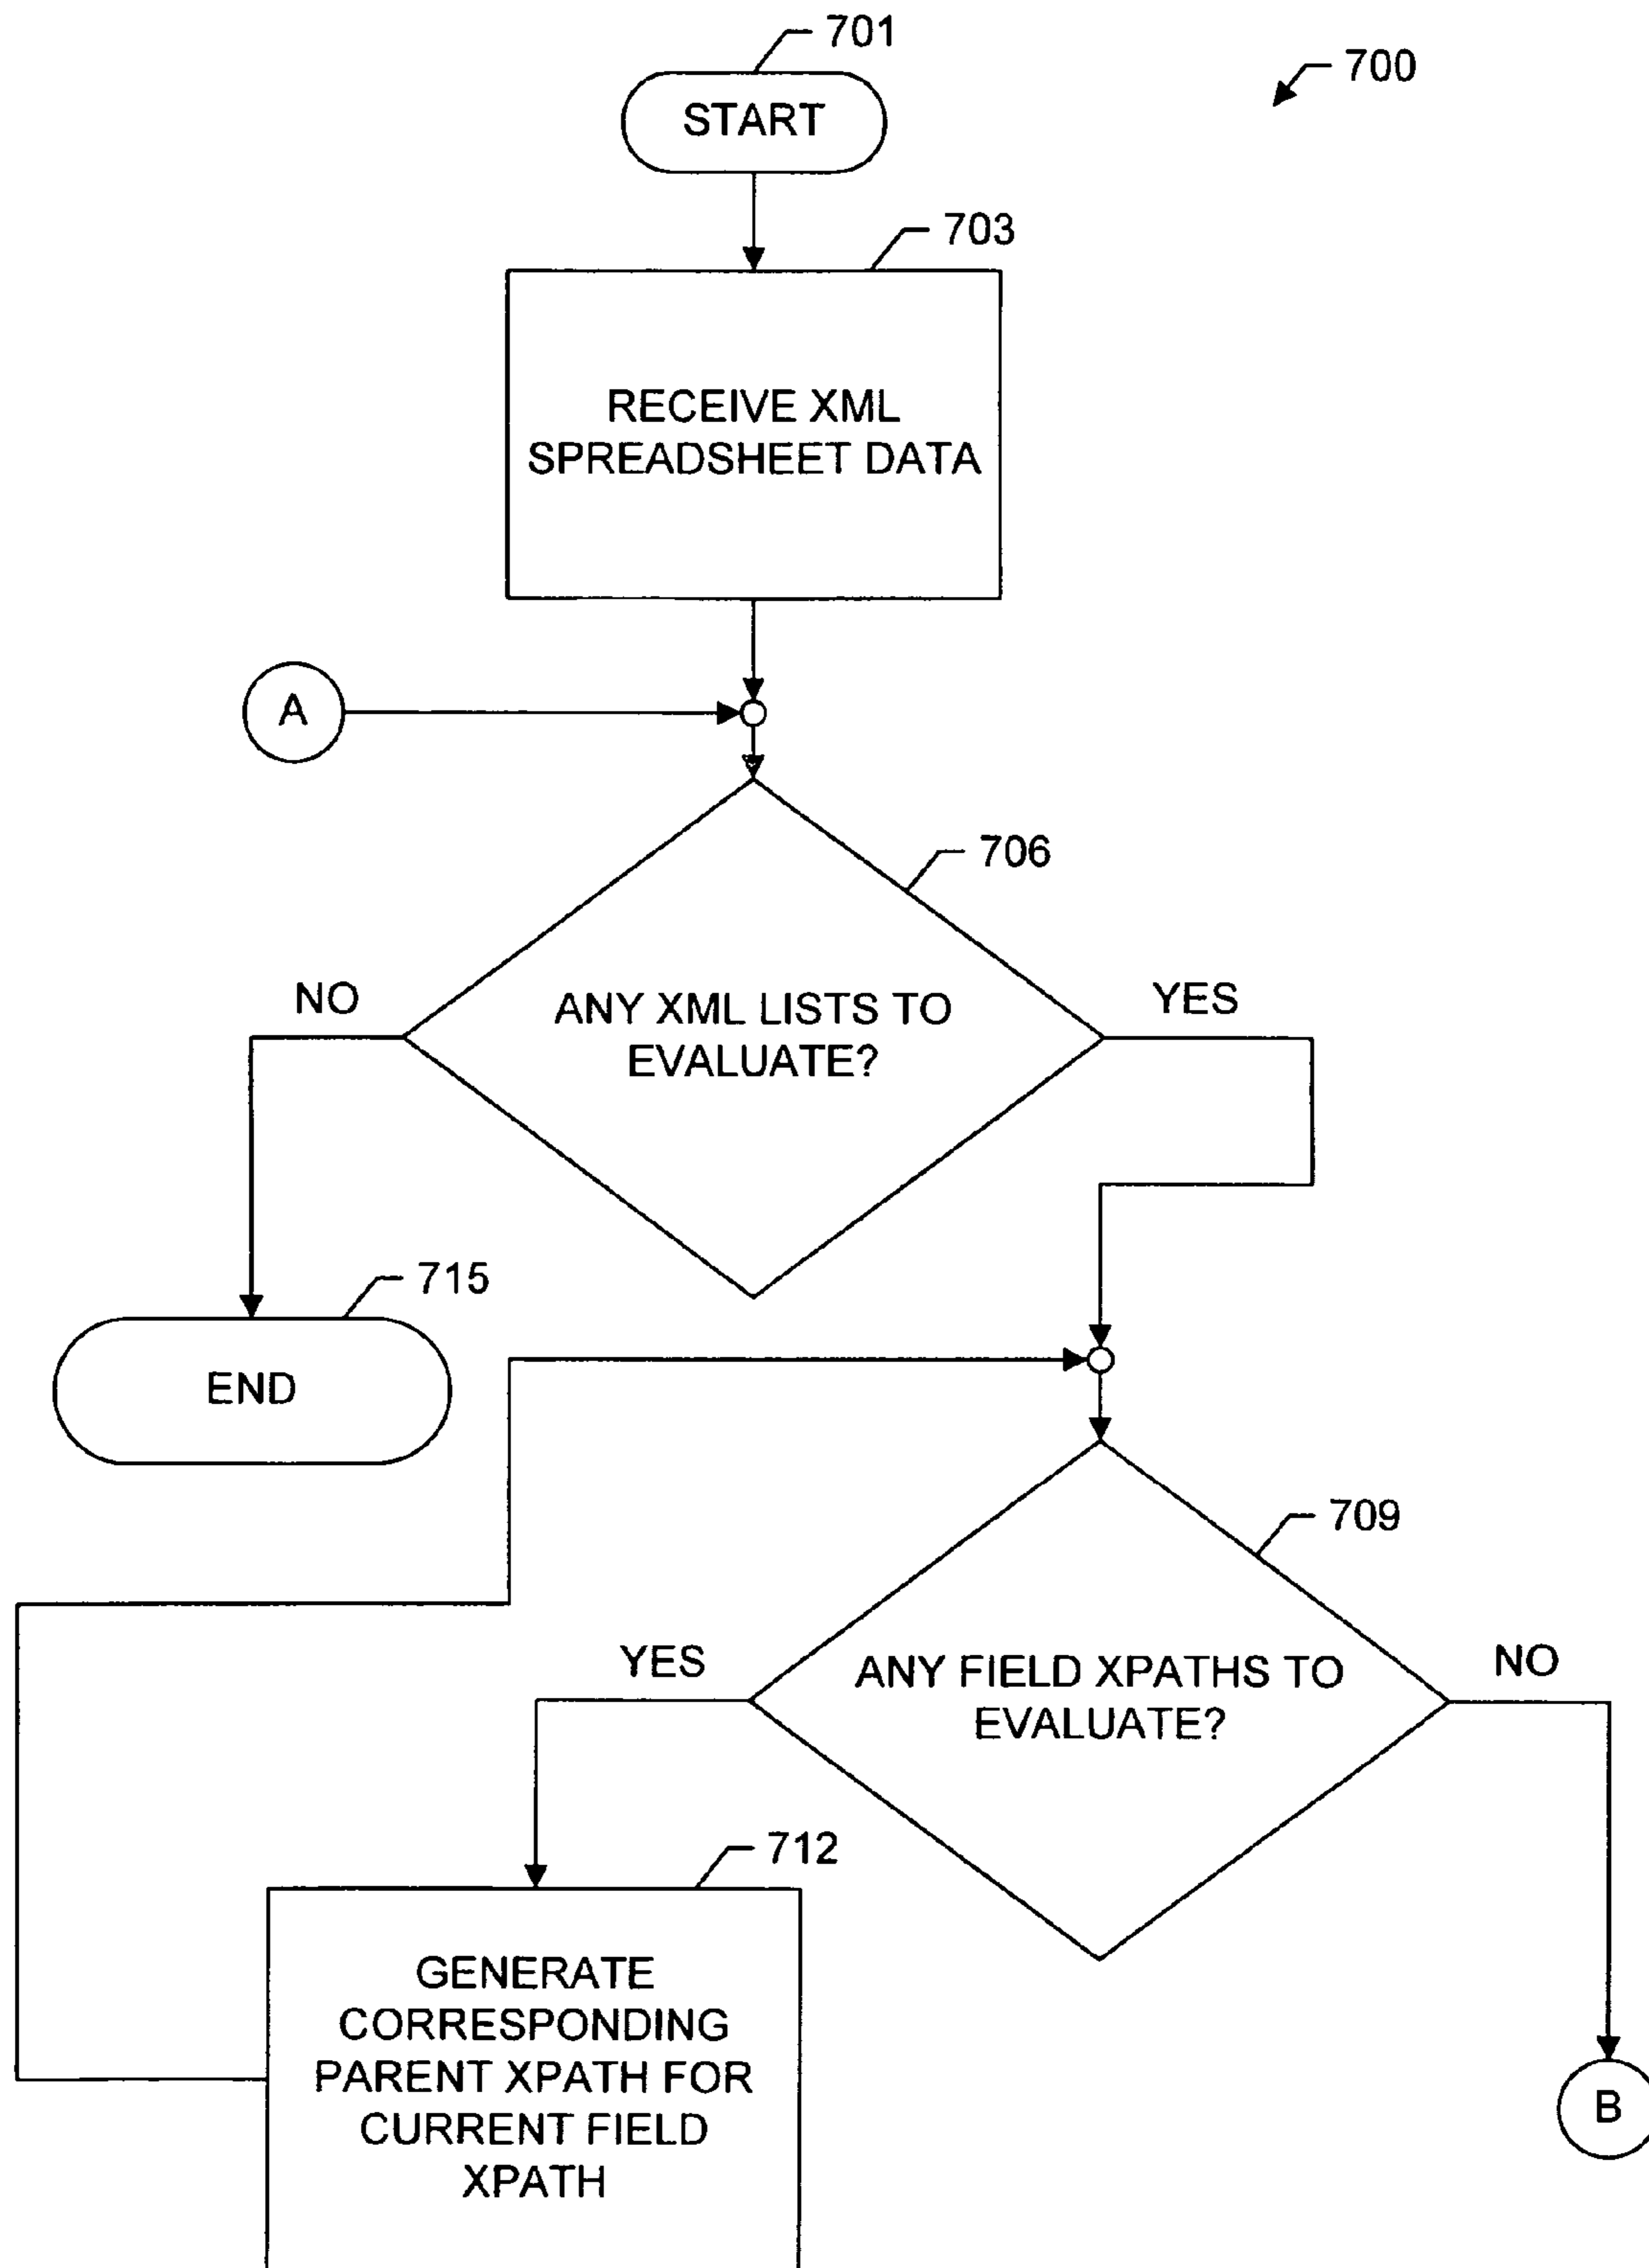 701
700
START
703
RECEIVE XML
SPREADSHEET DATA
A
706
NO
YES
ANY XML LISTS TO
EVALUATE?
715
END
709
YES
NO
ANY FIELD XPATHS TO
EVALUATE?
712
GENERATE
CORRESPONDING
PARENT XPATH FOR
CURRENT FIELD
XPATH
B